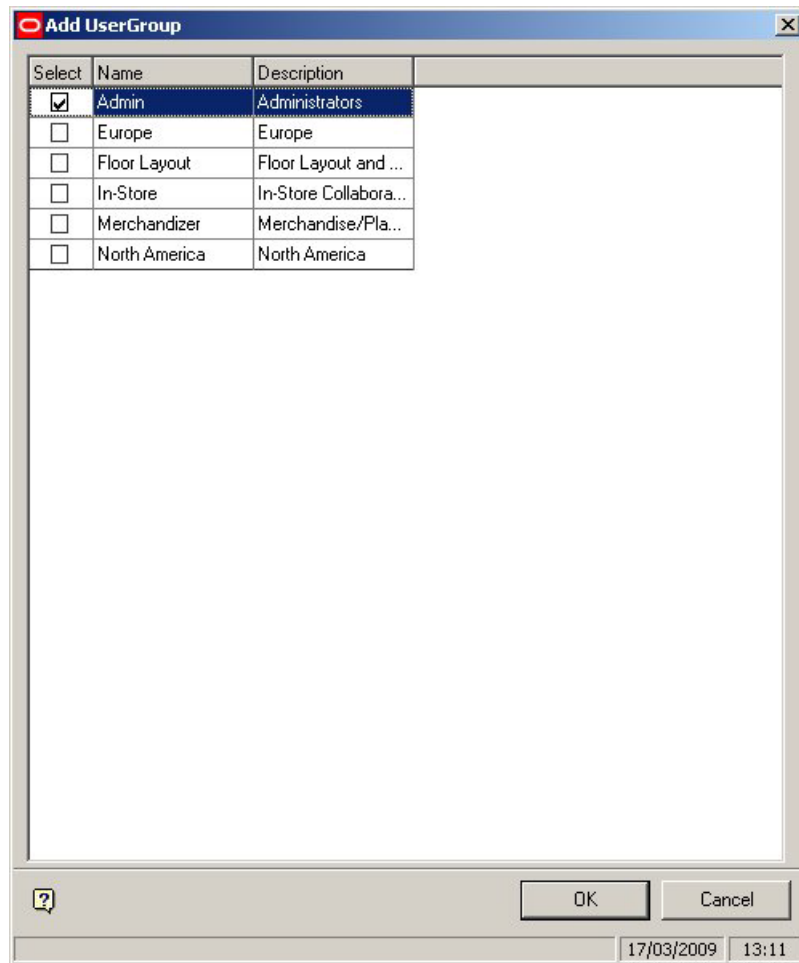 Add UserGroup
Select Name Description
Admin Administrators
Europe Europe
Floor Layout Floor Layout and ...
In-Store In-Store Collabora...
Merchandizer Merchandise/Pla...
North America North America
OK Cancel
17/03/2009 13:11